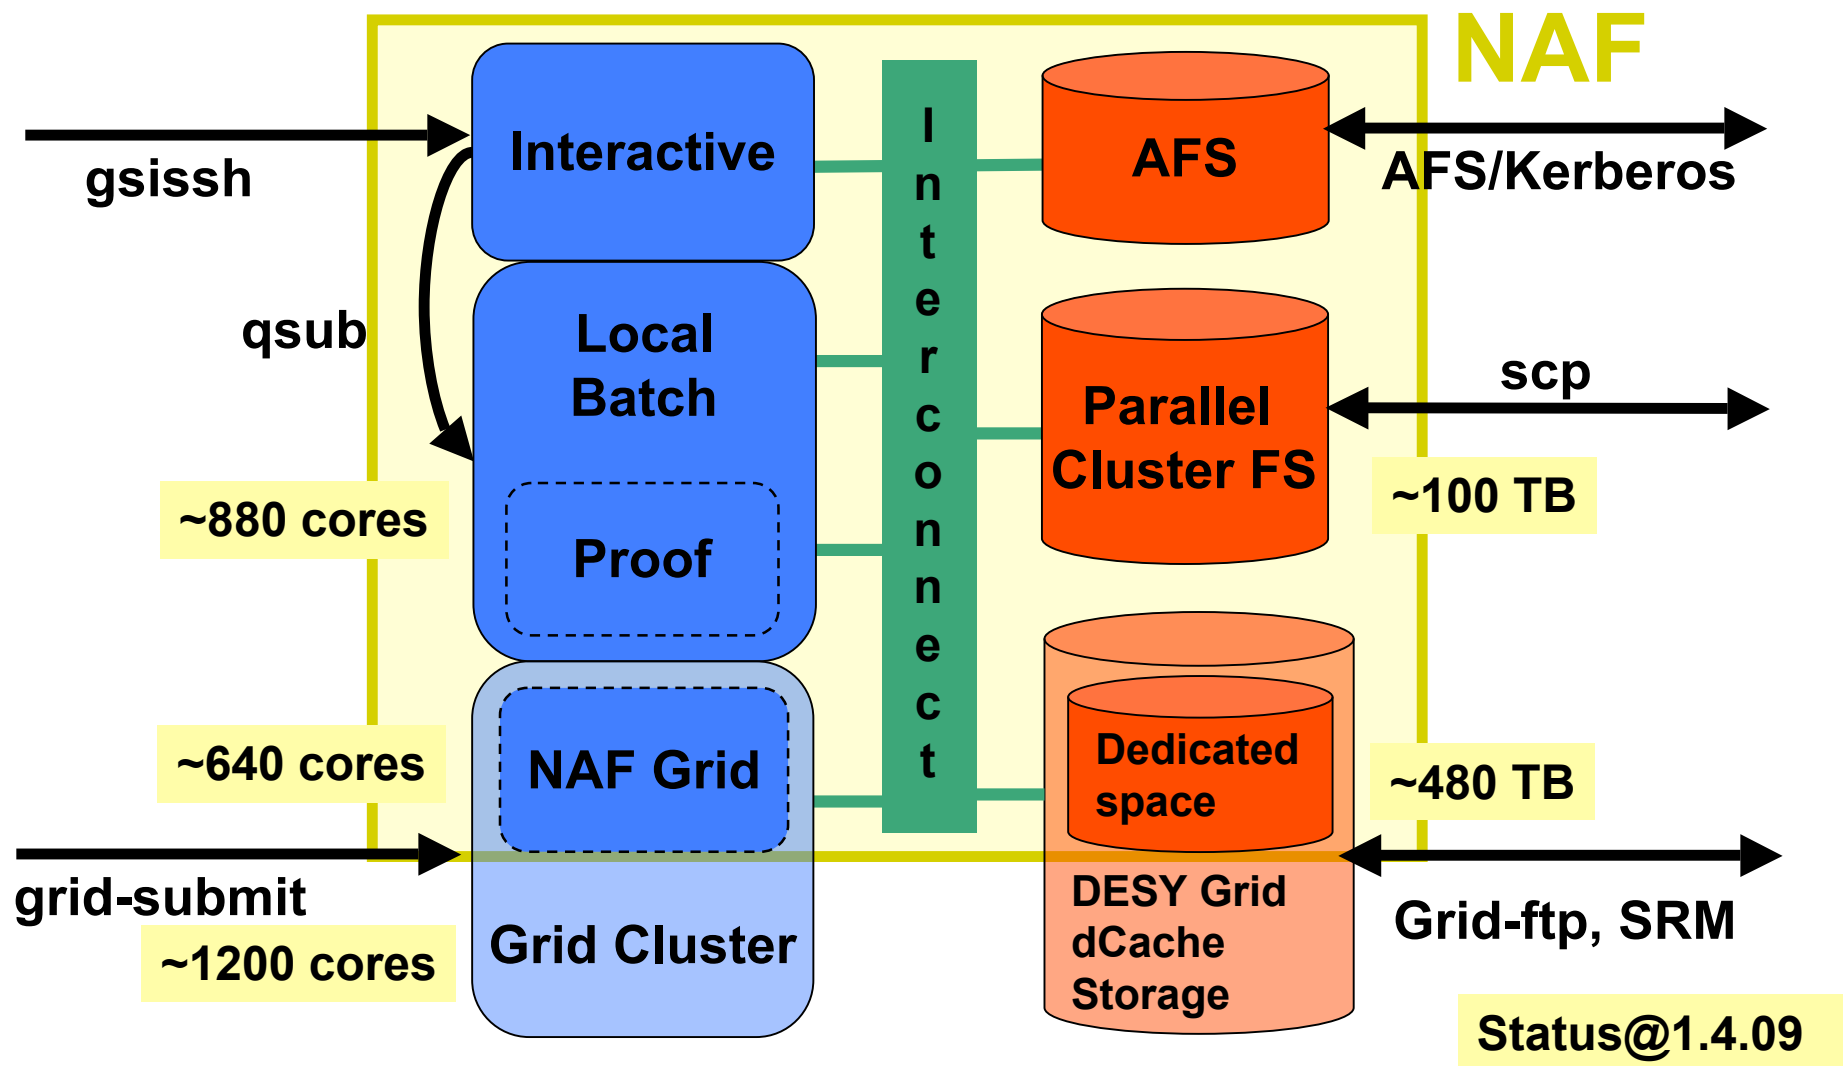 NAF
gsissh
Interactive
Interconnect
AFS
AFS/Kerberos
qsub
Local
Batch
Parallel
Cluster FS
scp
~880 cores
Proof
~100 TB
~640 cores
NAF Grid
Dedicated
space
~480 TB
grid-submit
~1200 cores
Grid Cluster
DESY Grid
dCache
Storage
Grid-ftp, SRM
Status@1.4.09